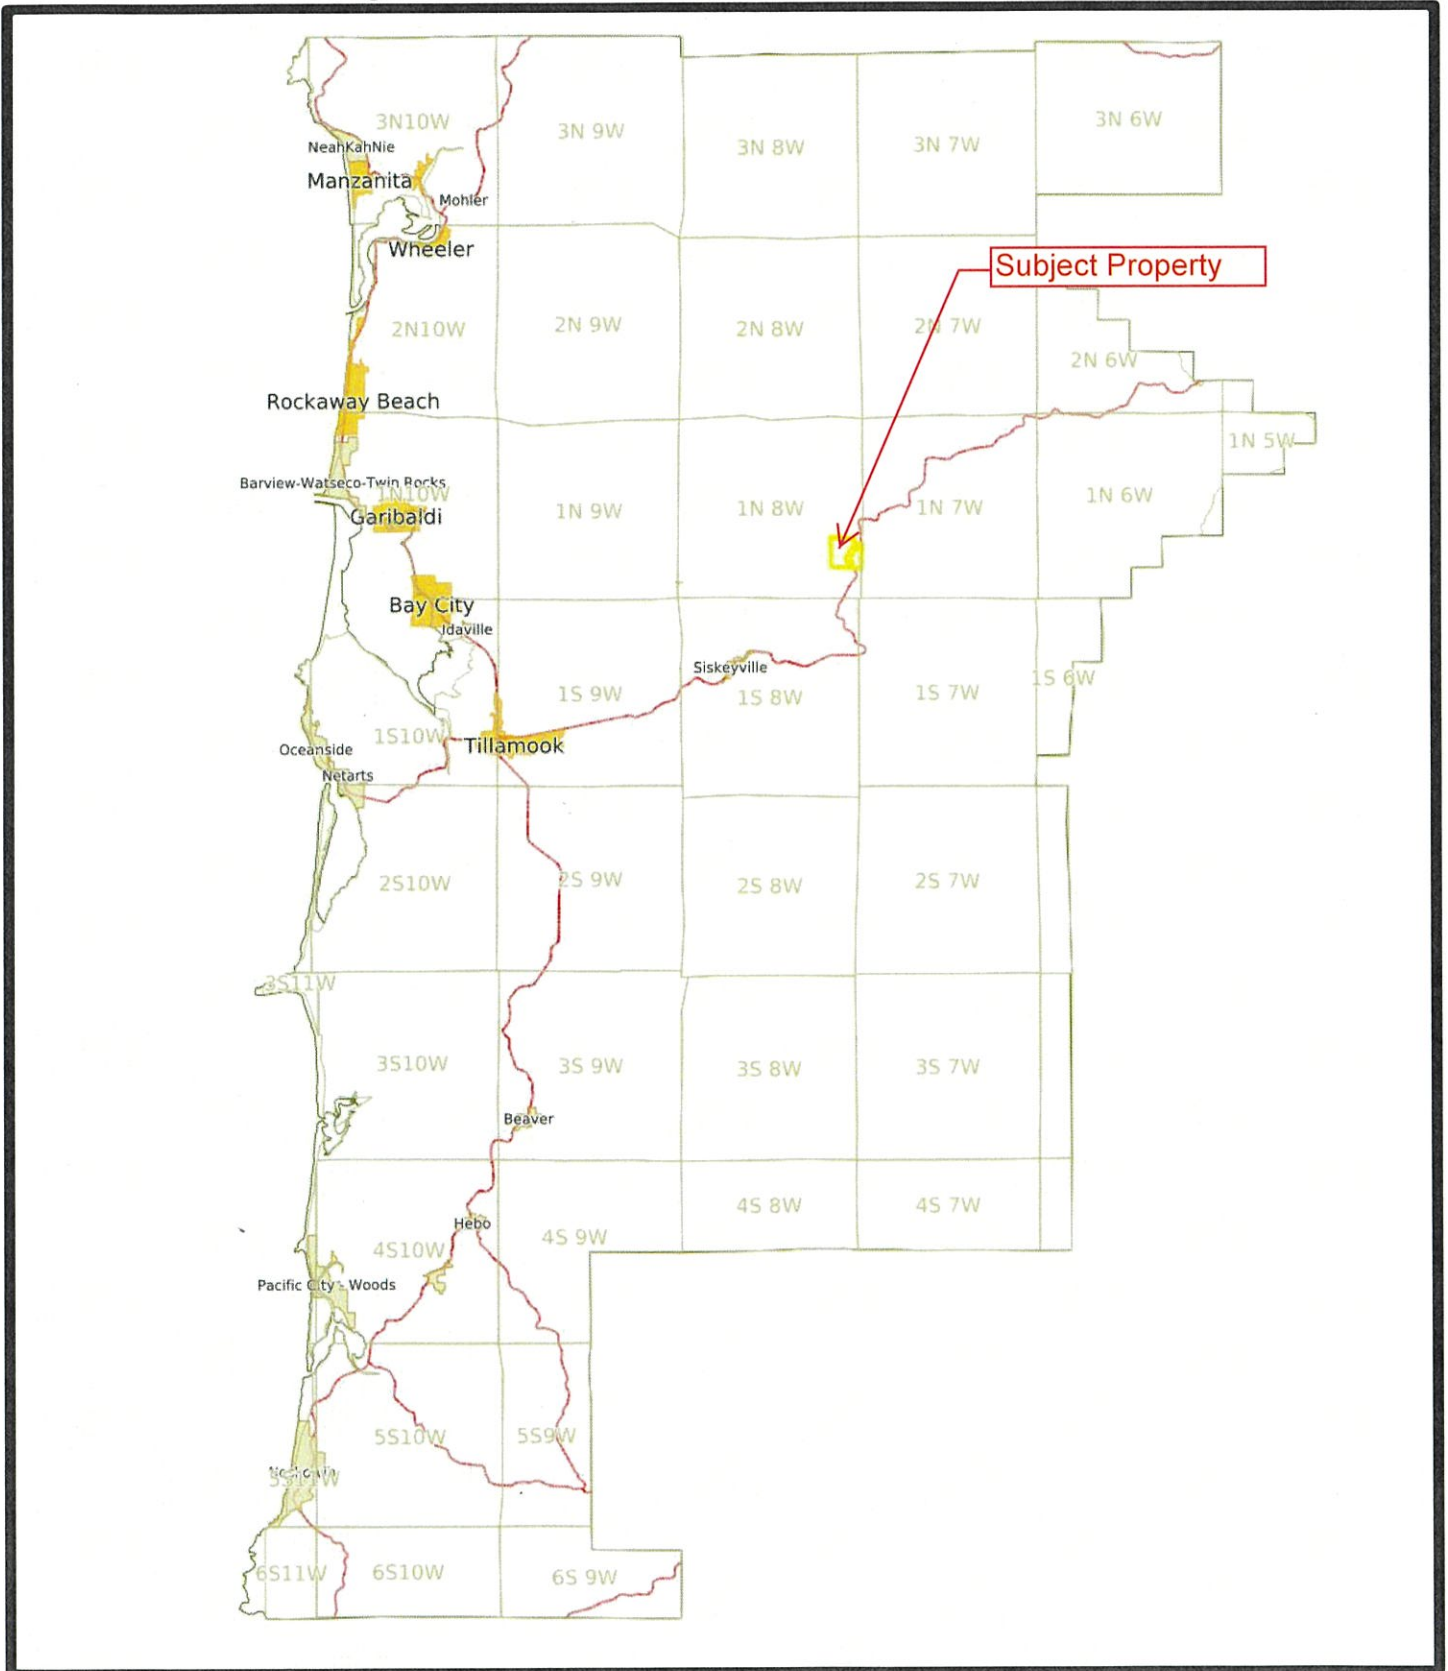 3N10W
3N 9W
3N 8W
3N 7W
3N 6W
NeahKahNie
Manzanita
Mohler
Wheeler
Subject Property
2N10W
2N 9W
2N 8W
2N 7W
2N 6W
Rockaway Beach
1N 5W
Barview-Watseco-Twin Rocks
1N10W
Garibaldi
1N 9W
1N 8W
1N 7W
1N 6W
Bay City
Idaville
Siskeyville
1S 9W
1S 8W
1S 7W
1S 6W
1S10W
Tillamook
Oceanside
Netarts
2S10W
2S 9W
2S 8W
2S 7W
3S11W
3S10W
3S 9W
3S 8W
3S 7W
Beaver
4S 8W
4S 7W
Hebo
4S10W
4S 9W
Pacific City - Woods
5S10W
5S9W
5S11W
6S11W
6S10W
6S 9W